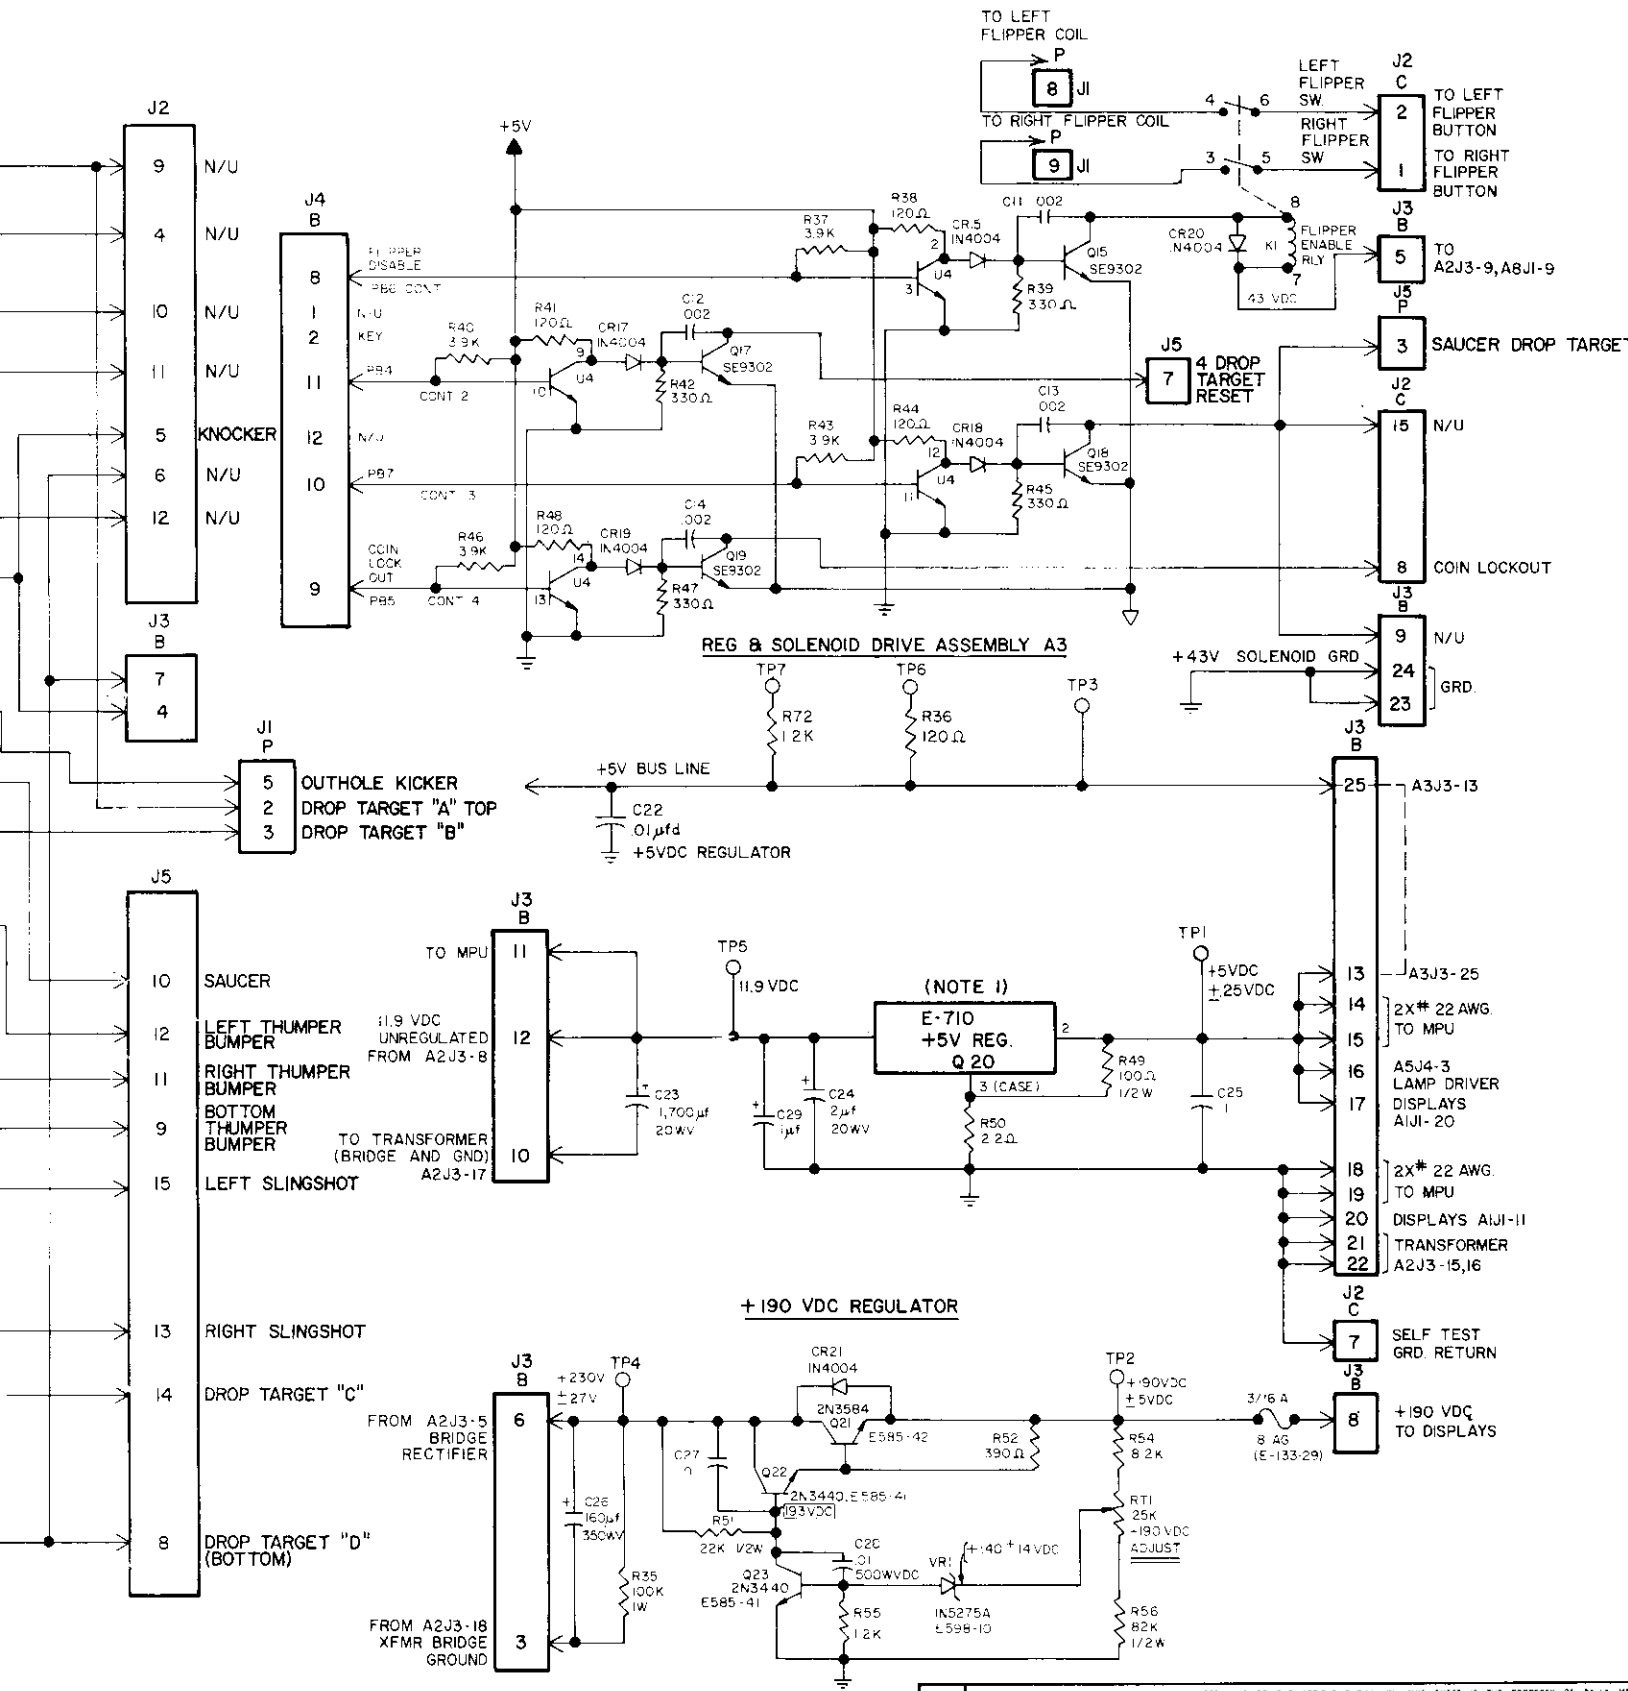 TO LEFT
FLIPPER COIL
P
8
J1
TO RIGHT FLIPPER COIL
P
9
J1
4
6
LEFT
FLIPPER
SW.
RIGHT
FLIPPER
SW
3
5
J2
C
2
1
TO LEFT
FLIPPER
BUTTON
TO RIGHT
FLIPPER
BUTTON
J3
B
5
TO
A2J3-9, A8J1-9
8
CR20
IN4004
K1
FLIPPER
ENABLE
RLY
7
43 VDC
J5
P
3
SAUCER DROP TARGET
J2
C
15
N/U
8
COIN LOCKOUT
J3
B
9
N/U
24
23
GRD.
+43V SOLENOID GRD
J2
9
N/U
4
N/U
10
N/U
11
N/U
5
KNOCKER
6
N/U
12
N/U
J3
B
7
4
J4
B
8
FLIPPER
DISABLE
PB6 CONT
1
N/U
2
KEY
11
PB4
CONT 2
12
N/U
10
PB7
CONT 3
9
COIN
LOCK
OUT
PB5
CONT 4
+5V
R40
3.9K
R41
120Ω
CR17
IN4004
C12
.002
9
10
U4
R42
330Ω
Q17
SE9302
R37
3.9K
R38
120Ω
2
3
U4
IN4004
C11 .002
R39
330Ω
Q15
SE9302
J5
7
4 DROP
TARGET
RESET
R43
3.9K
R44
120Ω
12
11
U4
CR18
IN4004
C13
.002
R45
330Ω
Q18
SE9302
R46
3.9K
R48
120Ω
14
13
U4
CR19
IN4004
C14
.002
R47
330Ω
Q19
SE9302
REG & SOLENOID DRIVE ASSEMBLY A3
TP7
R72
1.2K
TP6
R36
120Ω
TP3
+5V BUS LINE
C22
.01µfd
+5VDC REGULATOR
J1
P
5
OUTHOLE KICKER
2
DROP TARGET "A" TOP
3
DROP TARGET "B"
J5
10
SAUCER
12
LEFT THUMPER
BUMPER
11
RIGHT THUMPER
BUMPER
9
BOTTOM
THUMPER
BUMPER
15
LEFT SLINGSHOT
13
RIGHT SLINGSHOT
14
DROP TARGET "C"
8
DROP TARGET "D"
(BOTTOM)
J3
B
TO MPU
11
11.9 VDC
UNREGULATED
FROM A2J3-8
12
TO TRANSFORMER
(BRIDGE AND GND)
A2J3-17
10
C23
1,700µf
20WV
TP5
11.9 VDC
C29
1µf
C24
2µf
20WV
(NOTE 1)
E-710
+5V REG.
Q20
2
3 (CASE)
R50
2.2Ω
R49
100Ω
1/2W
TP1
+5VDC
±.25VDC
C25
.1
J3
B
25
A3J3-13
13
A3J3-25
14
15
2X# 22 AWG.
TO MPU
16
A5J4-3
LAMP DRIVER
17
DISPLAYS
A1J1-20
18
19
2X# 22 AWG.
TO MPU
20
DISPLAYS A1J1-11
21
22
TRANSFORMER
A2J3-15,16
J2
C
7
SELF TEST
GRD. RETURN
J3
B
8
+190 VDC
TO DISPLAYS
+190 VDC REGULATOR
J3
B
6
FROM A2J3-5
BRIDGE
RECTIFIER
3
FROM A2J3-18
XFMR BRIDGE
GROUND
+230V
±27V
TP4
C26
160µf
350WV
R35
100K
1W
C27
CR21
IN4004
2N3584
Q21
E585-42
Q22
2N3440, E585-41
193VDC
R51
22K 1/2W
Q23
2N3440
E585-41
.01
500WVDC
R55
1.2K
VR1
+140 +14VDC
IN5275A
E598-10
R52
390Ω
TP2
±5VDC
R54
8.2K
RT1
25K
+190 VDC
ADJUST
R56
82K
1/2W
3/16 A
8 AG
(E-133-29)